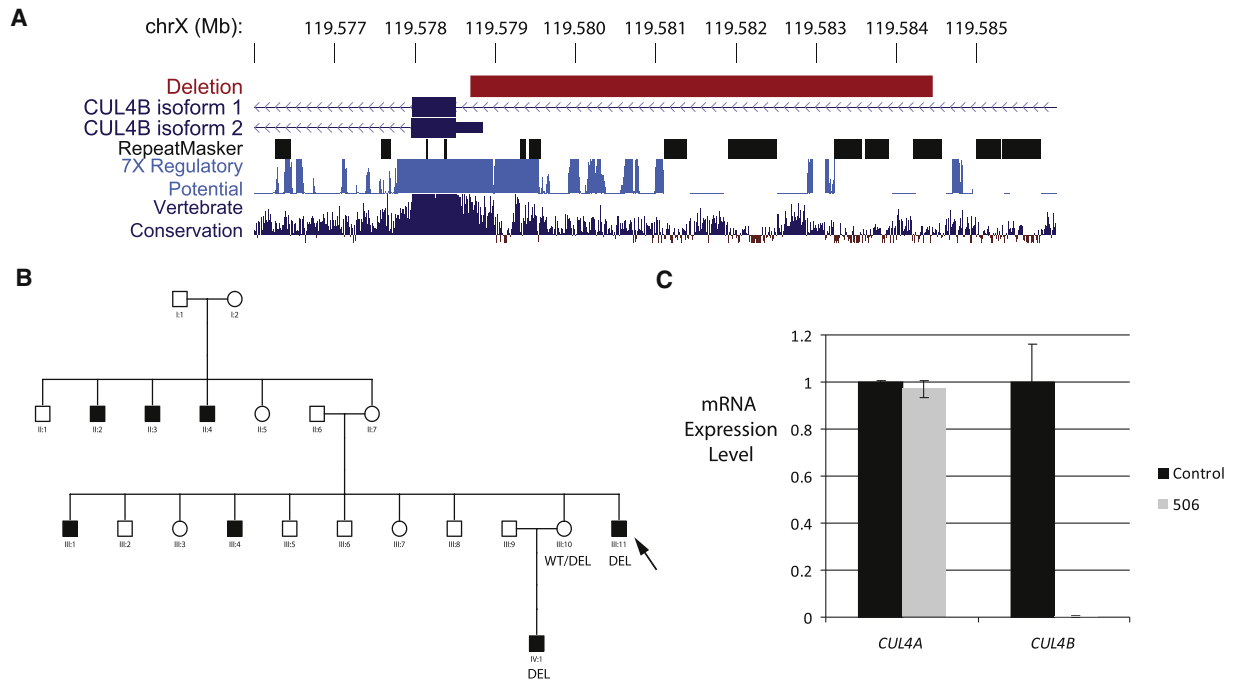 A
chrX (Mb):
119.577 119.578 119.579 119.580 119.581 119.582 119.583 119.584 119.585
Deletion
CUL4B isoform 1
CUL4B isoform 2
RepeatMasker
7X Regulatory
Potential
Vertebrate
Conservation
B
I:1 I:2
II:1 II:2 II:3 II:4 II:5 II:6 II:7
III:1 III:2 III:3 III:4 III:5 III:6 III:7 III:8 III:9 III:10 III:11
WT/DEL DEL
IV:1
DEL
C
mRNA
Expression
Level
1.2
1
0.8
0.6
0.4
0.2
0
CUL4A CUL4B
Control
506